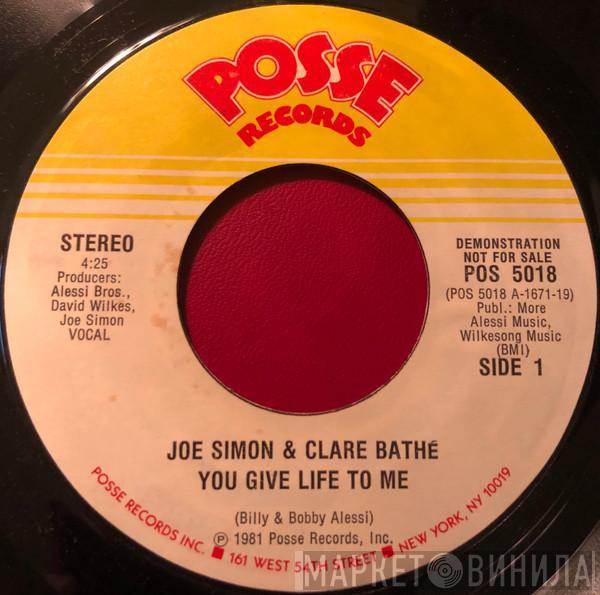 POSSE
RECORDS
STEREO
4:25
Producers:
Alessi Bros.,
David Wilkes,
Joe Simon
VOCAL
DEMONSTRATION
NOT FOR SALE
POS 5018
(POS 5018 A-1671-19)
Publ.: More
Alessi Music,
Wilkesong Music
(BMI)
SIDE 1
JOE SIMON & CLARE BATHé
YOU GIVE LIFE TO ME
(Billy & Bobby Alessi)
℗ 1981 Posse Records, Inc.
POSSE RECORDS INC. ■ 161 WEST 54TH STREET ■ NEW YORK, NY 10019
МАРКЕТ ВИНИЛА